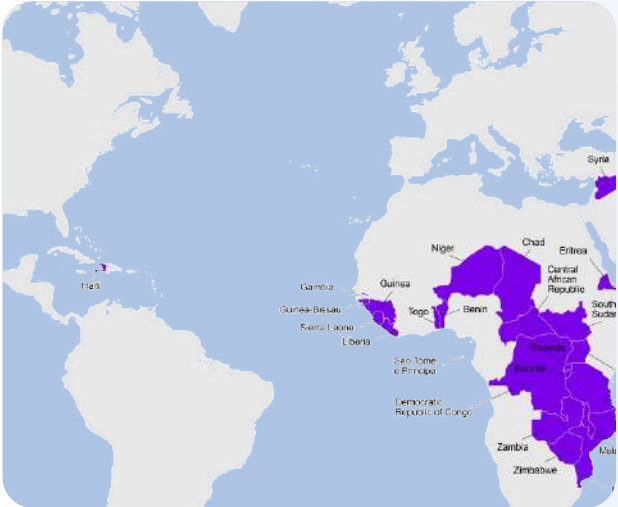 Syria
Haiti
Niger
Chad
Eritrea
Central
African
Republic
South
Sudan
Gambia
Guinea
Guinea-Bissau
Sierra Leone
Liberia
Togo
Benin
Rwanda
Burundi
Sao Tome
e Principe
Democratic
Republic of Congo
Zambia
Zimbabwe
Mala